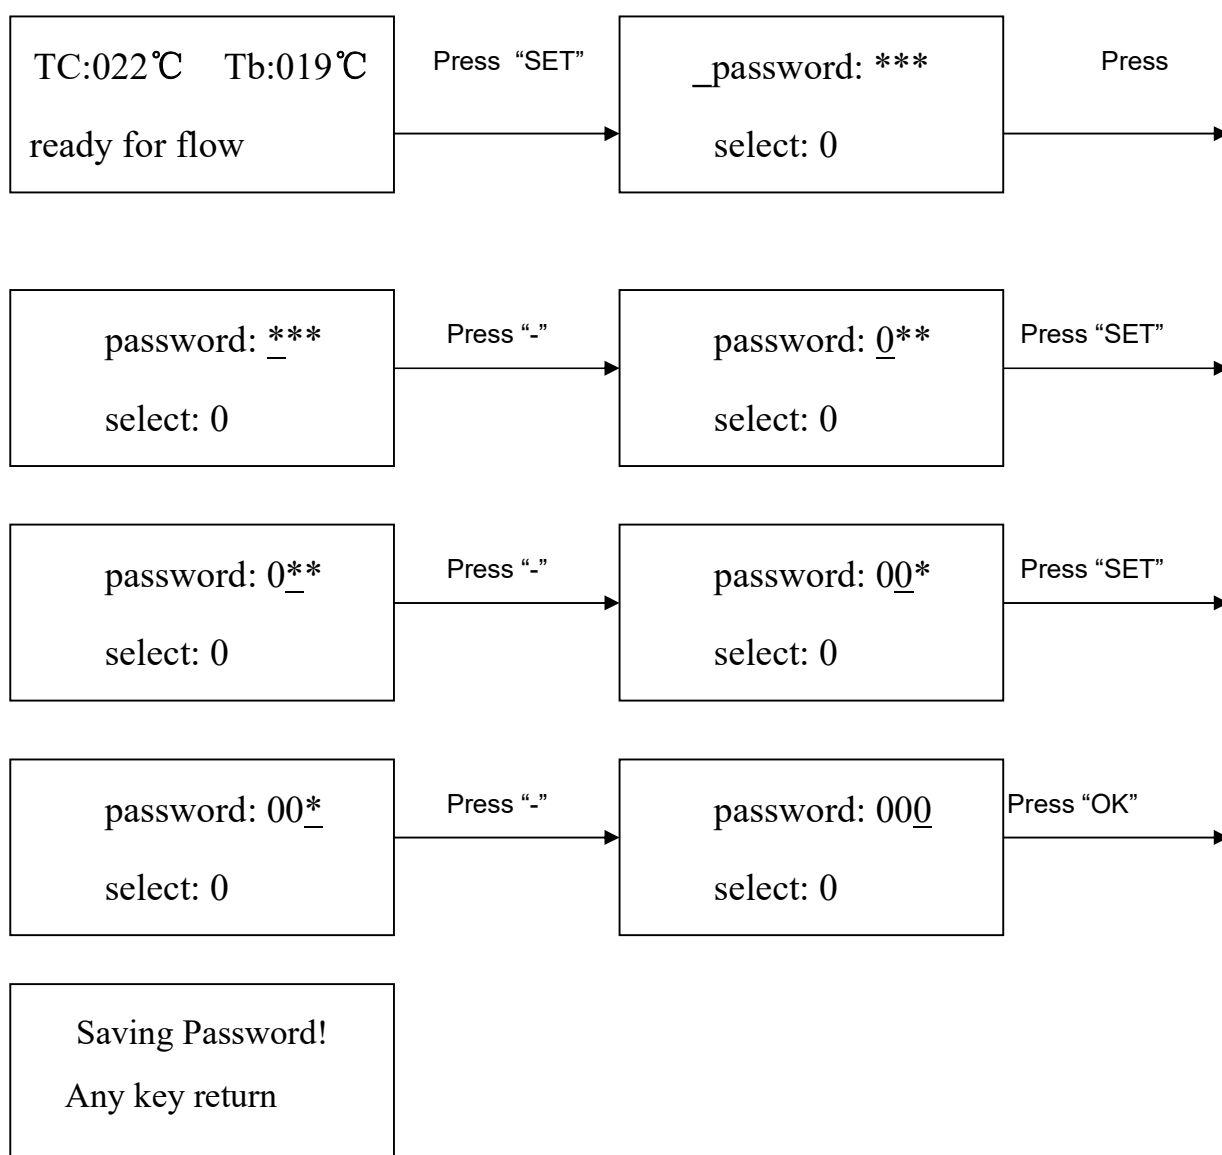 TC:022℃ Tb:019℃
ready for flow
Press “SET”
_password: ***
select: 0
Press
password: ***
select: 0
Press “-”
password: 0**
select: 0
Press “SET”
password: 0**
select: 0
Press “-”
password: 00*
select: 0
Press “SET”
password: 00*
select: 0
Press “-”
password: 000
select: 0
Press “OK”
Saving Password!
Any key return